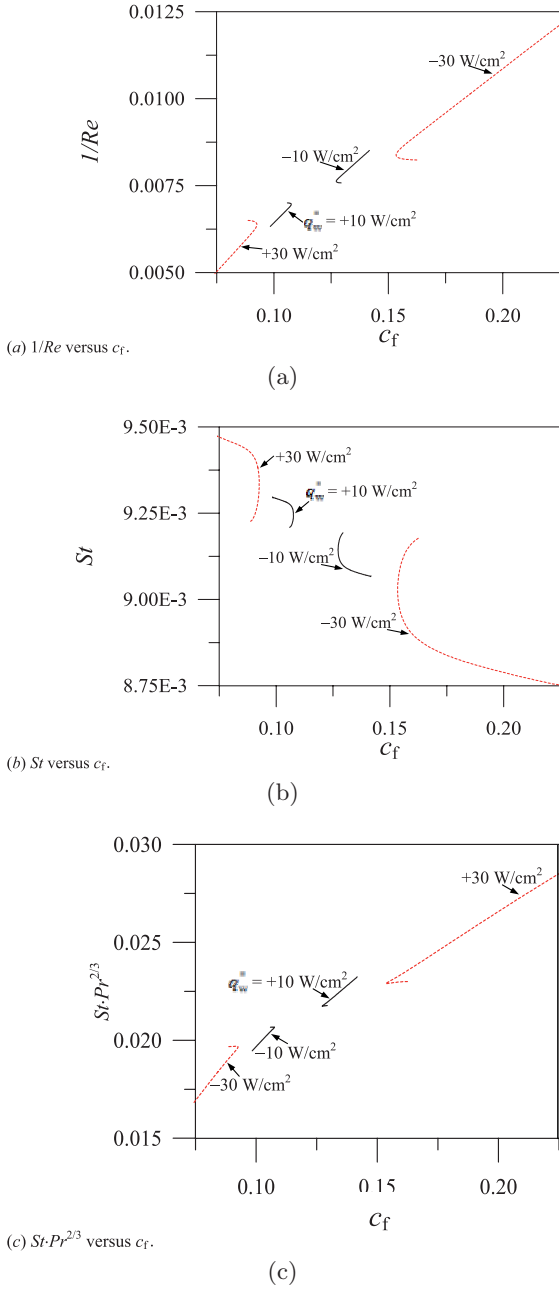 0.0125
0.0100
0.0075
0.0050
1/Re
−30 W/cm²
−10 W/cm²
q″w = +10 W/cm²
+30 W/cm²
0.10 0.15 0.20
cf
(a) 1/Re versus cf.
(a)
9.50E-3
9.25E-3
9.00E-3
8.75E-3
St
+30 W/cm²
q″w = +10 W/cm²
−10 W/cm²
−30 W/cm²
0.10 0.15 0.20
cf
(b) St versus cf.
(b)
0.030
0.025
0.020
0.015
St·Pr^2/3
+30 W/cm²
q″w = +10 W/cm²
−10 W/cm²
−30 W/cm²
0.10 0.15 0.20
cf
(c) St·Pr^2/3 versus cf.
(c)